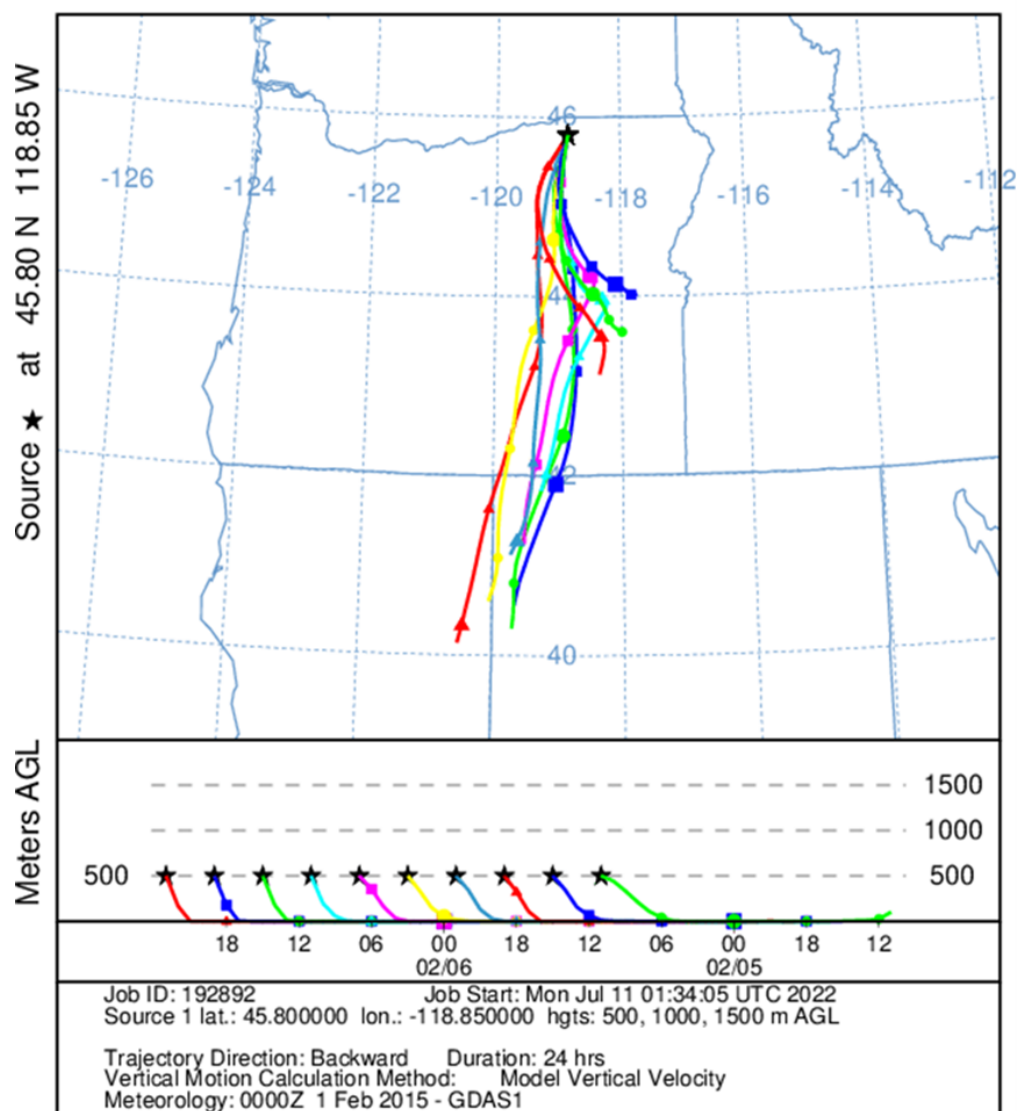 Source ★ at 45.80 N 118.85 W
46
-126
-124
-122
-120
-118
-116
-114
-112
44
42
40
Meters AGL
1500
1000
500
500
18 12 06 00 18 12 06 00 18 12
02/06 02/05
Job ID: 192892 Job Start: Mon Jul 11 01:34:05 UTC 2022
Source 1 lat.: 45.800000 lon.: -118.850000 hgts: 500, 1000, 1500 m AGL
Trajectory Direction: Backward Duration: 24 hrs
Vertical Motion Calculation Method: Model Vertical Velocity
Meteorology: 0000Z 1 Feb 2015 - GDAS1